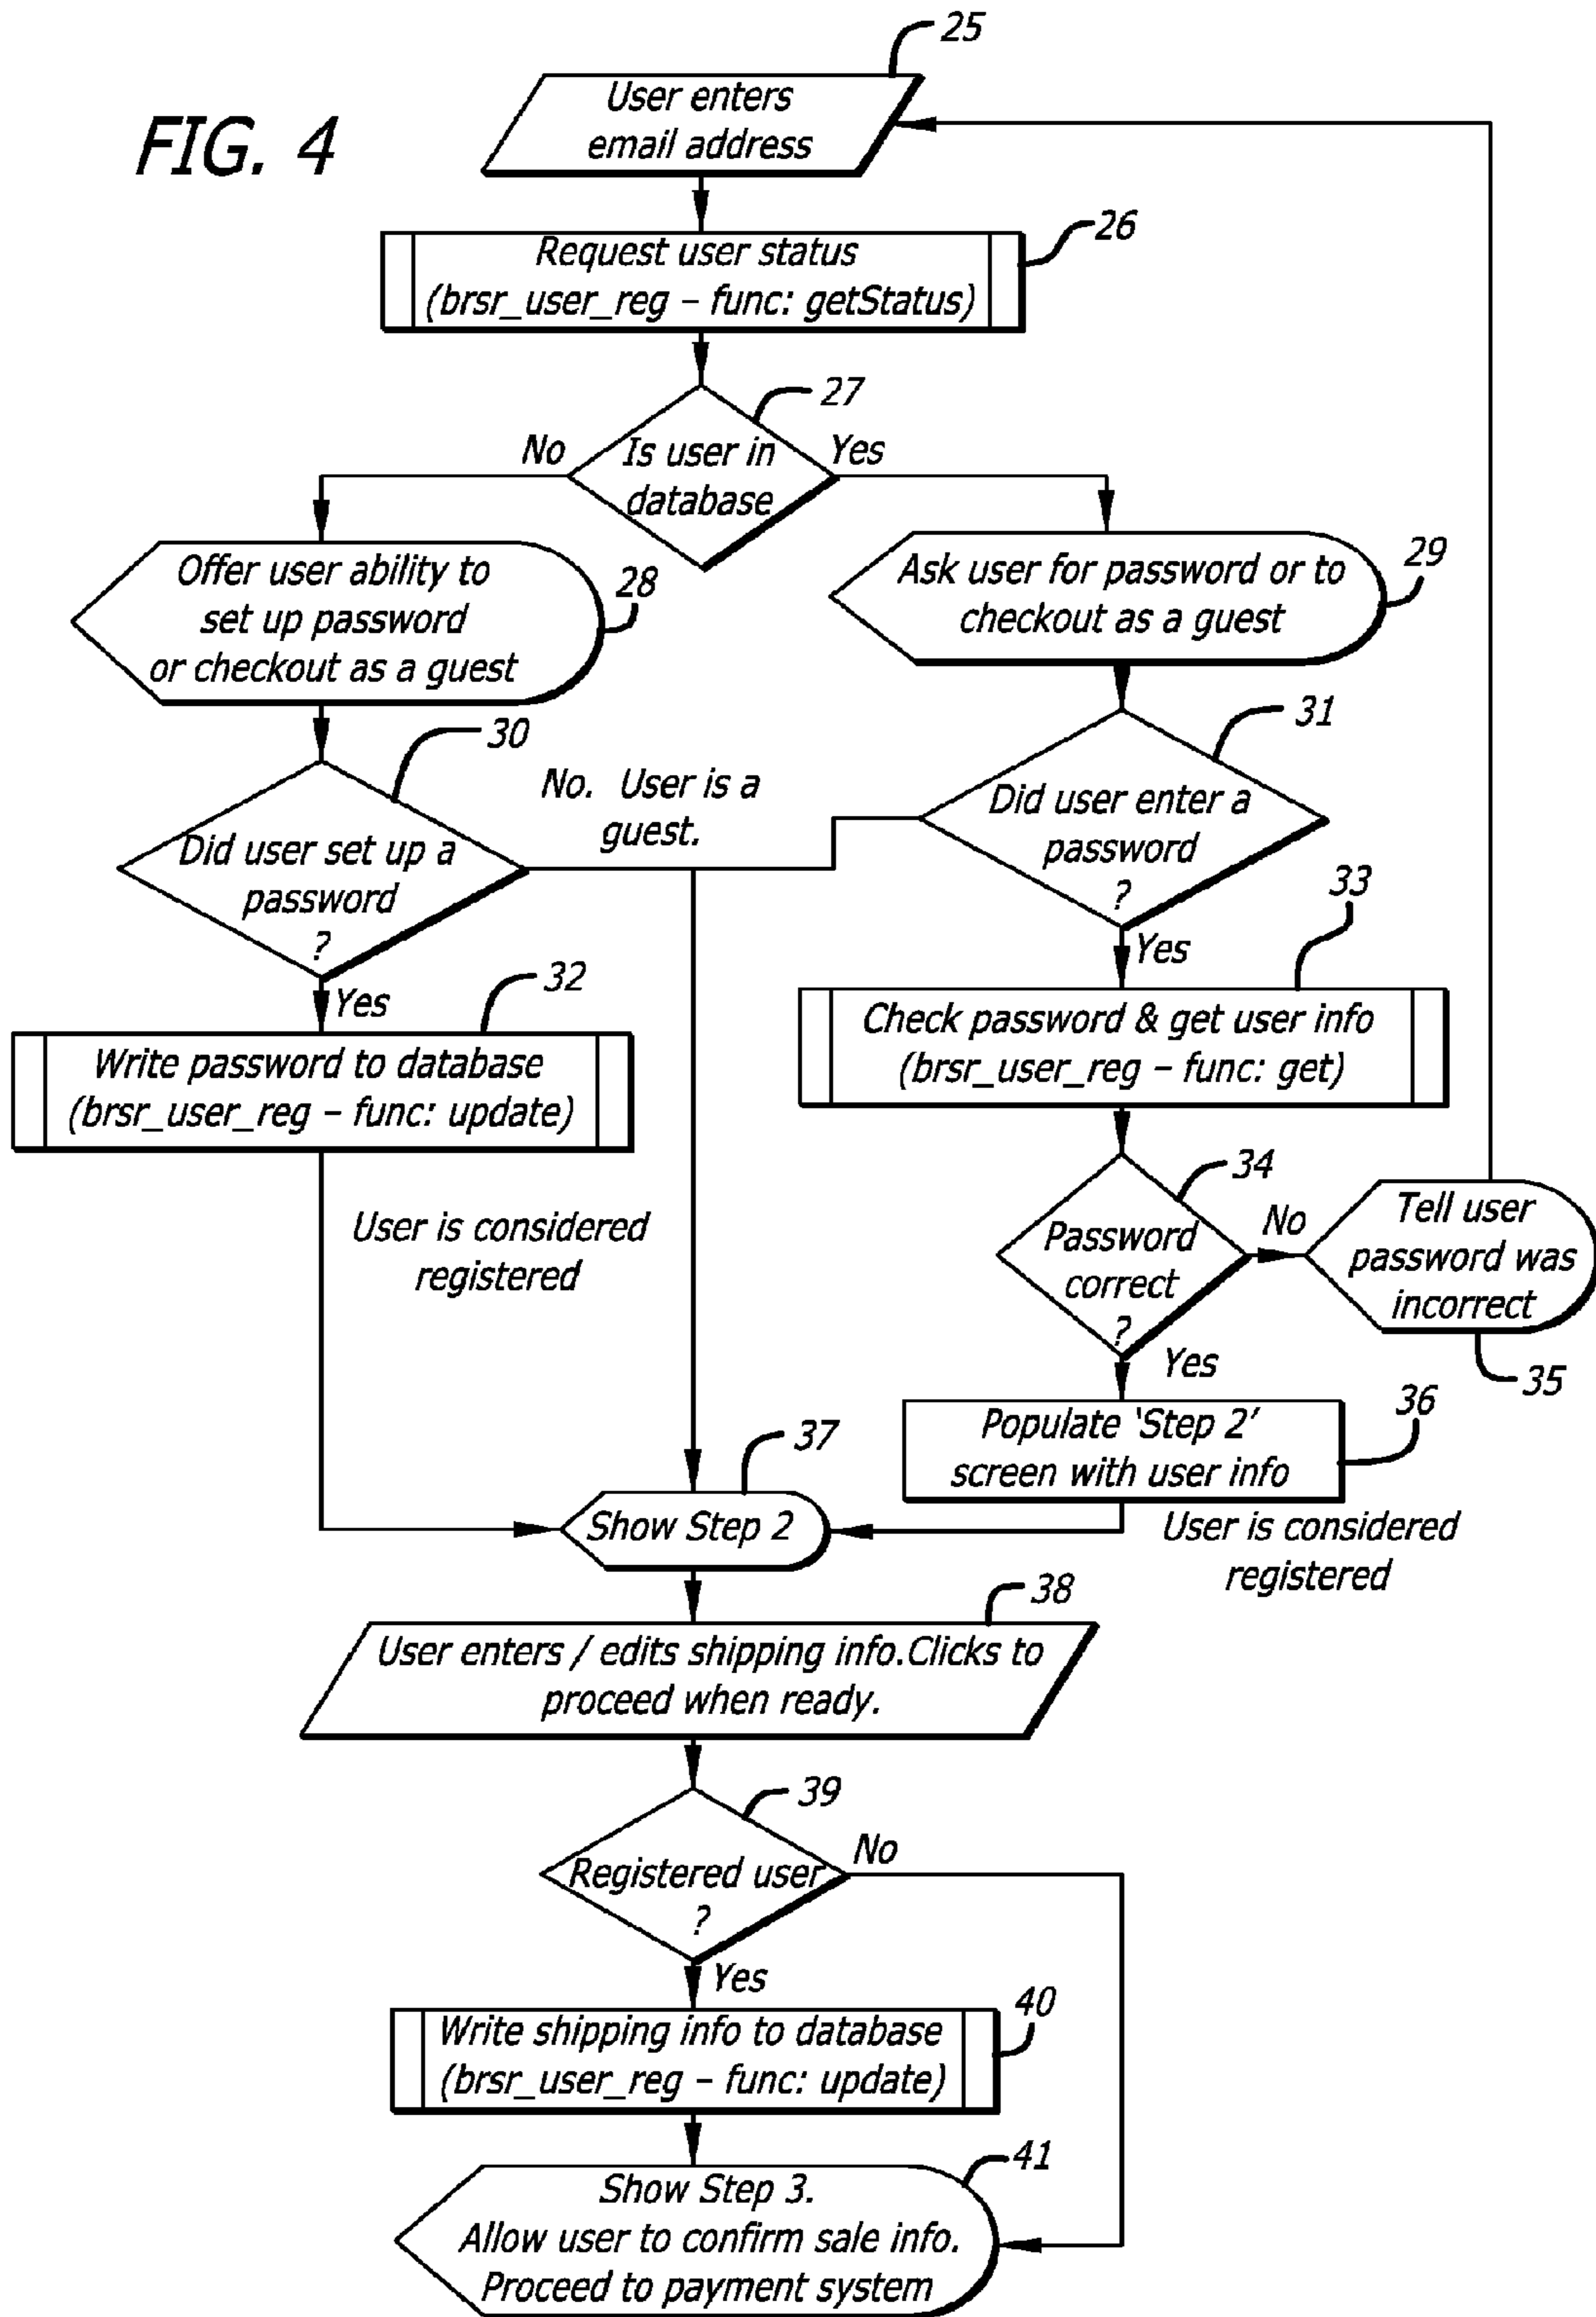 25
FIG. 4
User enters
email address
26
Request user status
(brsr_user_reg – func: getStatus)
27
No
Is user in
database
Yes
Offer user ability to
set up password
or checkout as a guest
28
Ask user for password or to
checkout as a guest
29
30
Did user set up a
password
?
No. User is a
guest.
31
Did user enter a
password
?
Yes
32
Write password to database
(brsr_user_reg – func: update)
User is considered
registered
Yes
33
Check password & get user info
(brsr_user_reg – func: get)
34
Password
correct
?
No
Tell user
password was
incorrect
35
Yes
36
Populate ‘Step 2’
screen with user info
User is considered
registered
37
Show Step 2
38
User enters / edits shipping info.Clicks to
proceed when ready.
39
Registered user
?
No
Yes
40
Write shipping info to database
(brsr_user_reg – func: update)
41
Show Step 3.
Allow user to confirm sale info.
Proceed to payment system